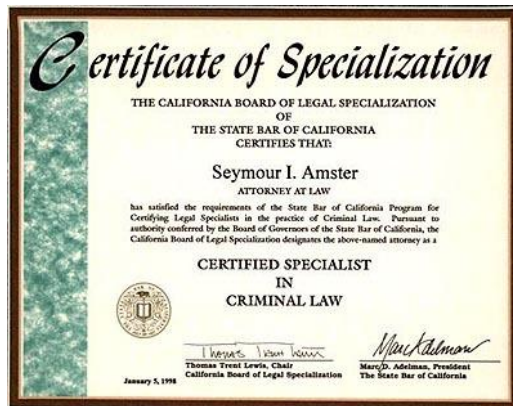 Certificate of Specialization
THE CALIFORNIA BOARD OF LEGAL SPECIALIZATION
OF
THE STATE BAR OF CALIFORNIA
CERTIFIES THAT:
Seymour I. Amster
ATTORNEY AT LAW
has satisfied the requirements of the State Bar of California Program for
Certifying Legal Specialists in the practice of Criminal Law. Pursuant to
authority conferred by the Board of Governors of the State Bar of California, the
California Board of Legal Specialization designates the above-named attorney as a
CERTIFIED SPECIALIST
IN
CRIMINAL LAW
Thomas Trent Lewis
Marc Adelman
Thomas Trent Lewis, Chair
California Board of Legal Specialization
Marc D. Adelman, President
The State Bar of California
January 5, 1998